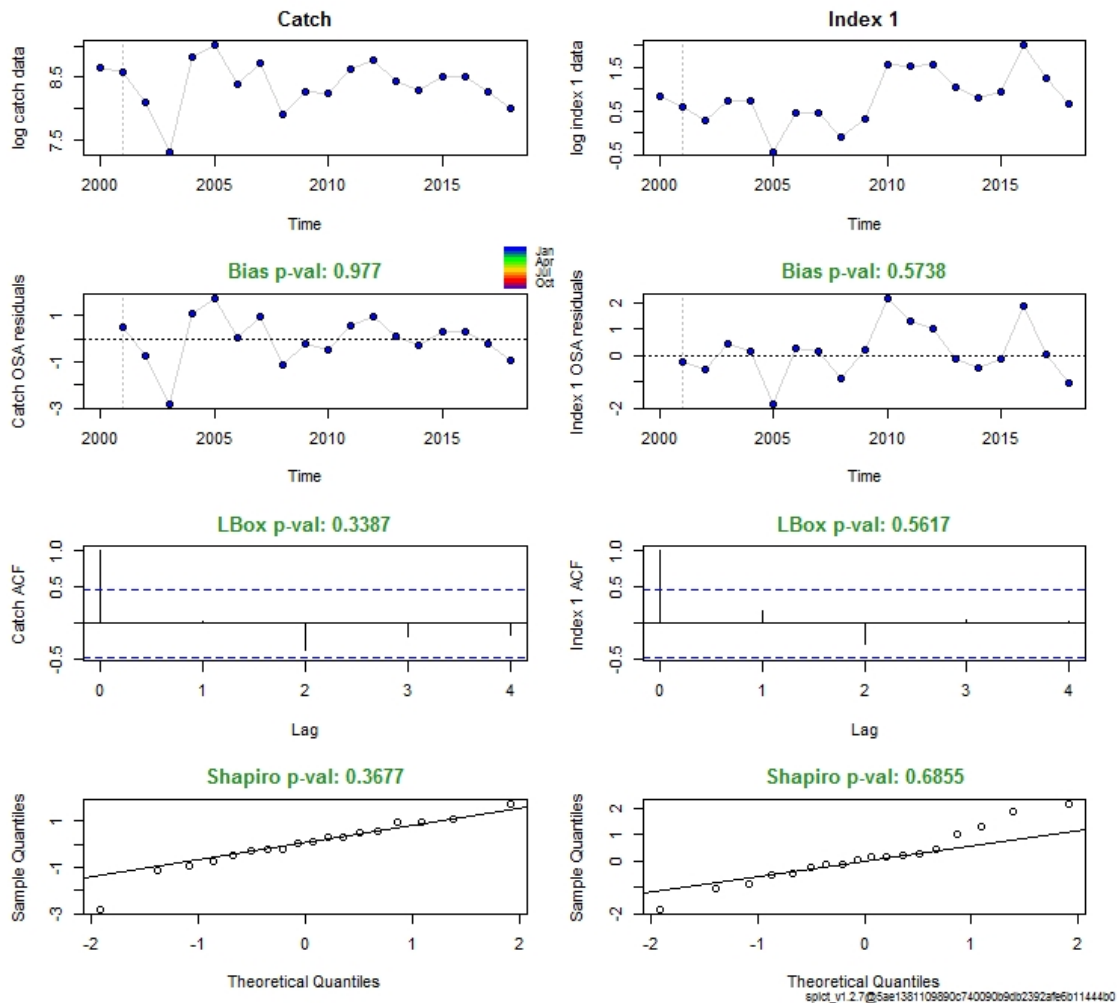 Catch
Index 1
log catch data
8.5
7.5
2000 2005 2010 2015
Time
log index 1 data
1.5
0.5
-0.5
2000 2005 2010 2015
Time
Jan
Apr
Jul
Oct
Bias p-val: 0.977
Bias p-val: 0.5738
Catch OSA residuals
1
-1
-3
2000 2005 2010 2015
Time
Index 1 OSA residuals
2
1
0
-2
2000 2005 2010 2015
Time
LBox p-val: 0.3387
LBox p-val: 0.5617
Catch ACF
1.0
0.5
-0.5
0 1 2 3 4
Lag
Index 1 ACF
1.0
0.5
-0.5
0 1 2 3 4
Lag
Shapiro p-val: 0.3677
Shapiro p-val: 0.6855
Sample Quantiles
1
-1
-3
-2 -1 0 1 2
Theoretical Quantiles
Sample Quantiles
2
1
0
-2
-2 -1 0 1 2
Theoretical Quantiles